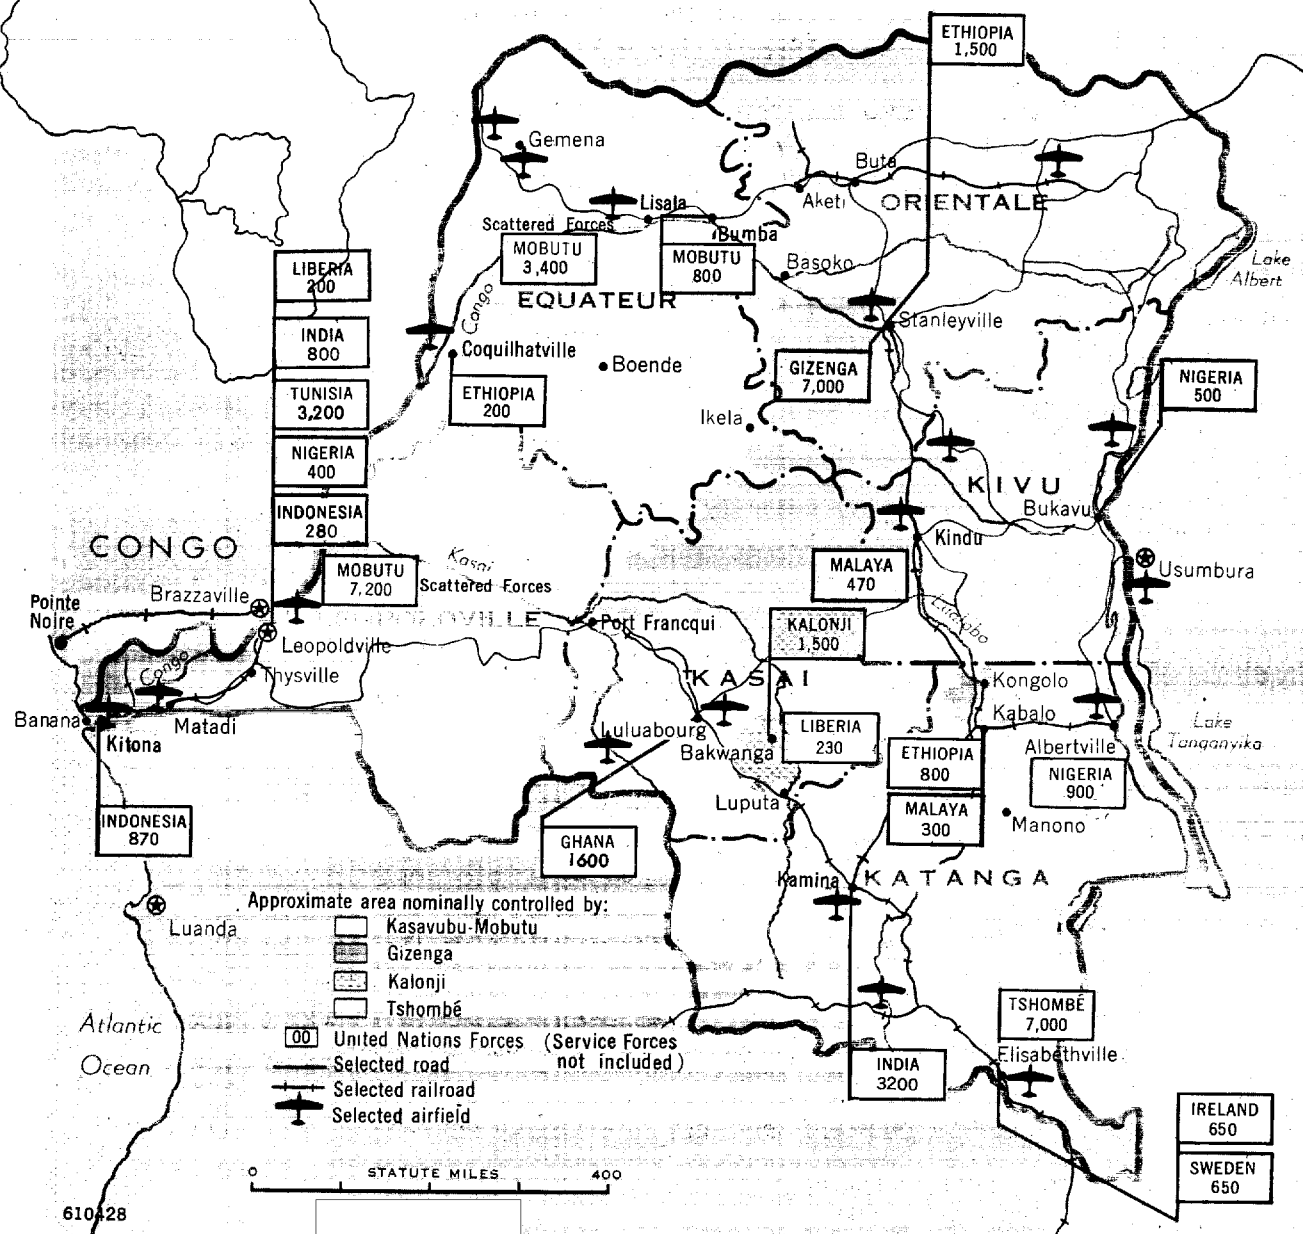 ETHIOPIA
1,500
Gemena
Buta
Aketi
ORIENTALE
Lisala
Scattered Forces
Bumba
MOBUTU
3,400
MOBUTU
800
Basoko
Lake
Albert
LIBERIA
200
EQUATEUR
Congo
Stanleyville
INDIA
800
Coquilhatville
Boende
GIZENGA
7,000
NIGERIA
500
TUNISIA
3,200
ETHIOPIA
200
Ikela
NIGERIA
400
KIVU
Bukavu
INDONESIA
280
Kindu
CONGO
Kasai
MOBUTU
7,200
Scattered Forces
MALAYA
470
Usumbura
Brazzaville
Pointe
Noire
Port Francqui
KALONJI
1,500
Leopoldville
Congo
Thysville
KASAI
Kongolo
Banana
Matadi
Kitona
Luluabourg
Bakwanga
LIBERIA
230
Kabalo
Albertville
Lake
Tanganyika
ETHIOPIA
800
NIGERIA
900
Luputa
MALAYA
300
Manono
INDONESIA
870
GHANA
1600
Kamina
KATANGA
Luanda
Approximate area nominally controlled by:
Kasavubu-Mobutu
Gizenga
Kalonji
Tshombé
00 United Nations Forces (Service Forces
not included)
Selected road
Selected railroad
Selected airfield
Atlantic
Ocean
TSHOMBÉ
7,000
Elisabethville
INDIA
3200
IRELAND
650
SWEDEN
650
0 STATUTE MILES 400
610428